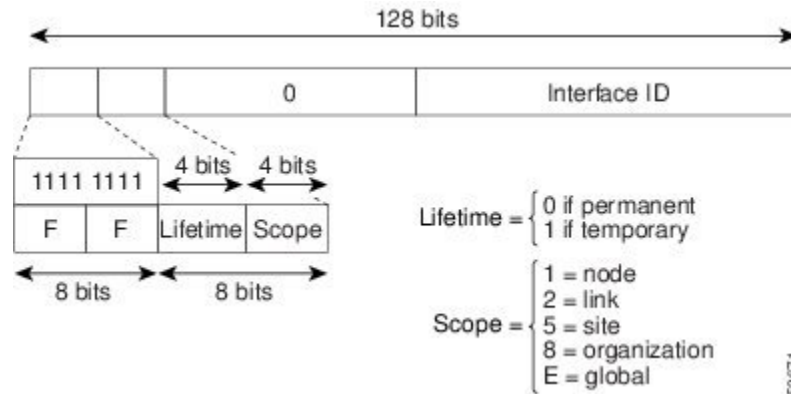 128 bits
0 Interface ID
4 bits 4 bits
1111 1111
F F Lifetime Scope
8 bits 8 bits
Lifetime = 0 if permanent
1 if temporary
Scope = 1 = node
2 = link
5 = site
8 = organization
E = global